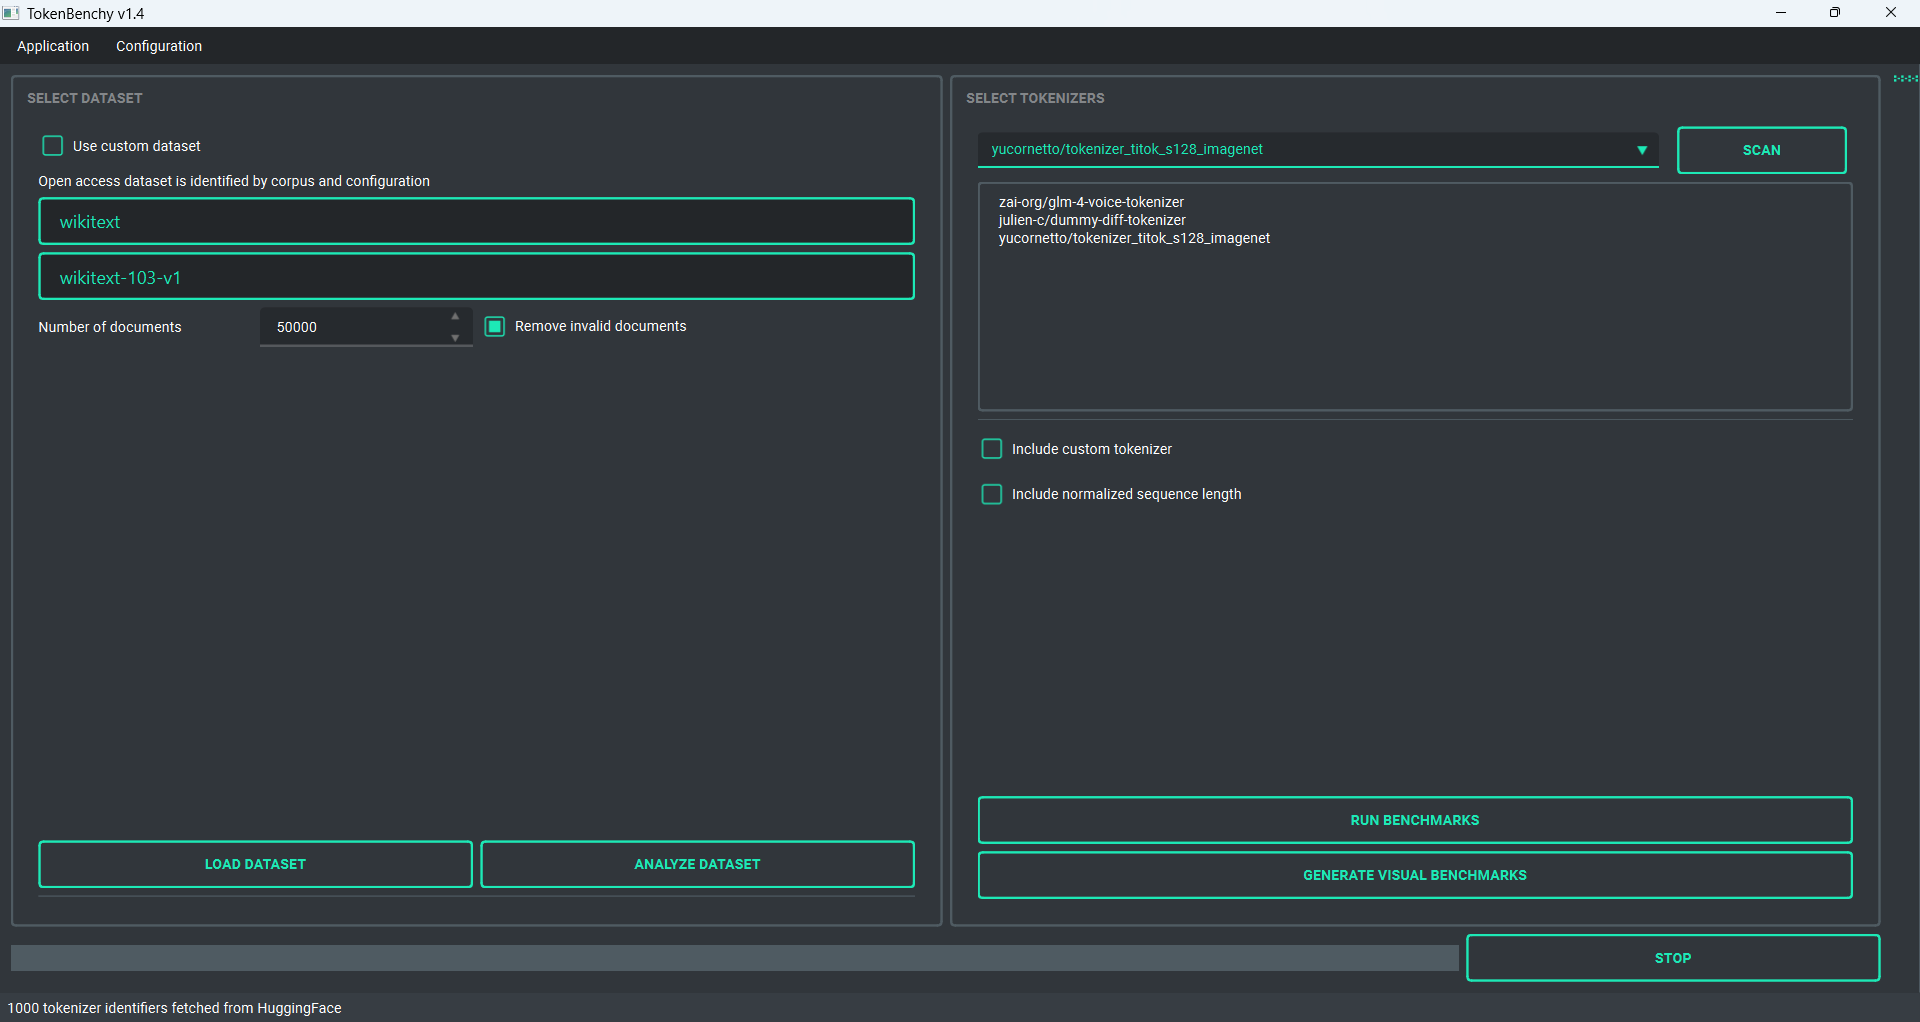 TokenBenchy v1.4
Application Configuration
SELECT DATASET
Use custom dataset
Open access dataset is identified by corpus and configuration
wikitext
wikitext-103-v1
Number of documents 50000 Remove invalid documents
LOAD DATASET ANALYZE DATASET
SELECT TOKENIZERS
yucornetto/tokenizer_titok_s128_imagenet SCAN
zai-org/glm-4-voice-tokenizer
julien-c/dummy-diff-tokenizer
yucornetto/tokenizer_titok_s128_imagenet
Include custom tokenizer
Include normalized sequence length
RUN BENCHMARKS
GENERATE VISUAL BENCHMARKS
STOP
1000 tokenizer identifiers fetched from HuggingFace